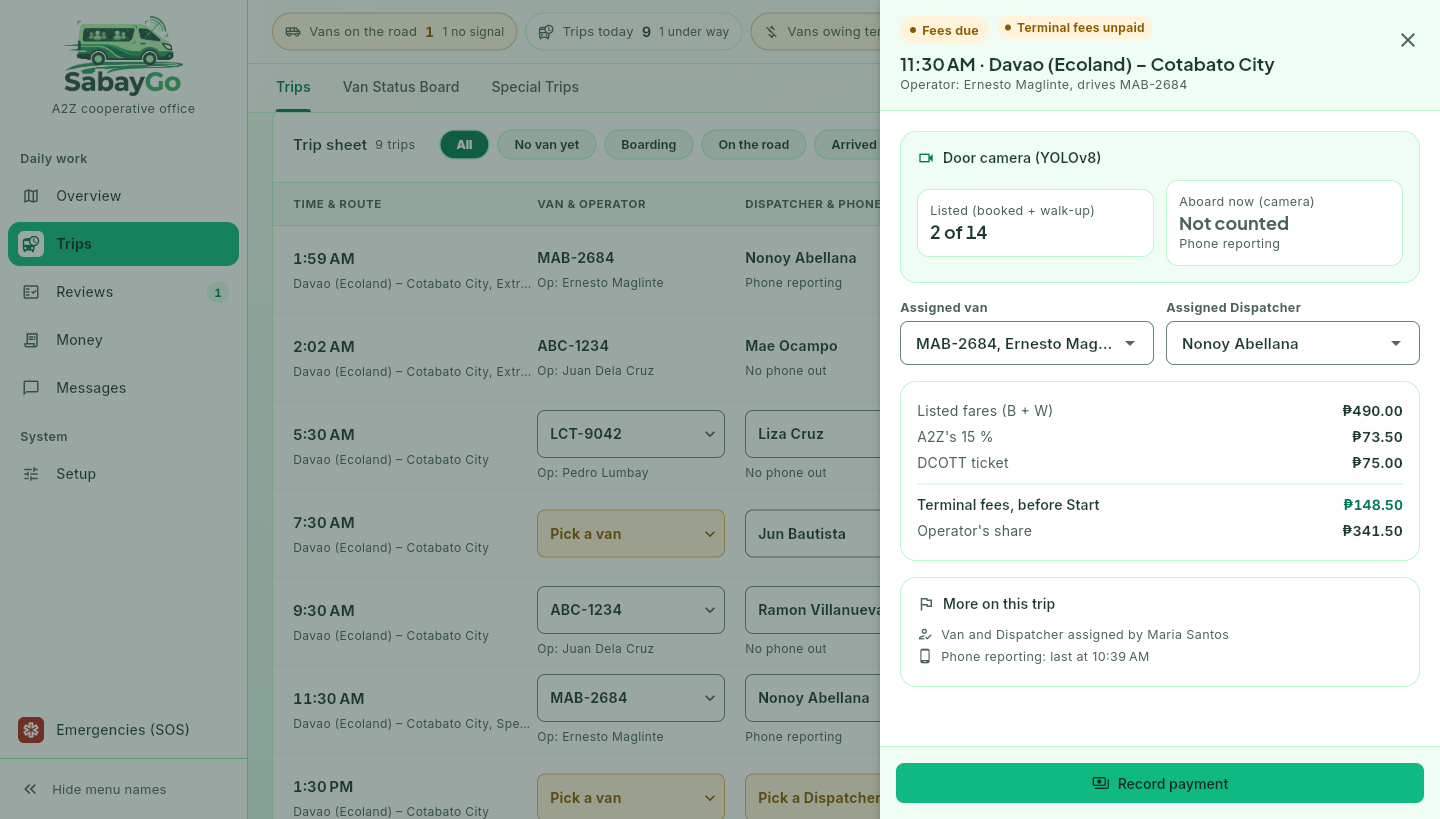 SabayGo
A2Z cooperative office
Daily work
Overview
Trips
Reviews 1
Money
Messages
System
Setup
Emergencies (SOS)
Hide menu names
Vans on the road 1 1 no signal
Trips today 9 1 under way
Vans owing
Trips
Van Status Board
Special Trips
Trip sheet 9 trips
All
No van yet
Boarding
On the road
Arrived
TIME & ROUTE VAN & OPERATOR DISPATCHER & PHONE
1:59 AM MAB-2684 Nonoy Abellana
Davao (Ecoland) – Cotabato City, Extr... Op: Ernesto Maglinte Phone reporting
2:02 AM ABC-1234 Mae Ocampo
Davao (Ecoland) – Cotabato City, Extr... Op: Juan Dela Cruz No phone out
5:30 AM LCT-9042 Liza Cruz
Davao (Ecoland) – Cotabato City Op: Pedro Lumbay No phone out
7:30 AM Pick a van Jun Bautista
Davao (Ecoland) – Cotabato City
9:30 AM ABC-1234 Ramon Villanueva
Davao (Ecoland) – Cotabato City Op: Juan Dela Cruz No phone out
11:30 AM MAB-2684 Nonoy Abellana
Davao (Ecoland) – Cotabato City, Spe... Op: Ernesto Maglinte Phone reporting
1:30 PM Pick a van Pick a Dispatcher
Davao (Ecoland) – Cotabato City
Fees due
Terminal fees unpaid
11:30 AM · Davao (Ecoland) – Cotabato City
Operator: Ernesto Maglinte, drives MAB-2684
Door camera (YOLOv8)
Listed (booked + walk-up)
2 of 14
Aboard now (camera)
Not counted
Phone reporting
Assigned van
MAB-2684, Ernesto Mag...
Assigned Dispatcher
Nonoy Abellana
Listed fares (B + W) ₱490.00
A2Z's 15 % ₱73.50
DCOTT ticket ₱75.00
Terminal fees, before Start ₱148.50
Operator's share ₱341.50
More on this trip
Van and Dispatcher assigned by Maria Santos
Phone reporting: last at 10:39 AM
Record payment